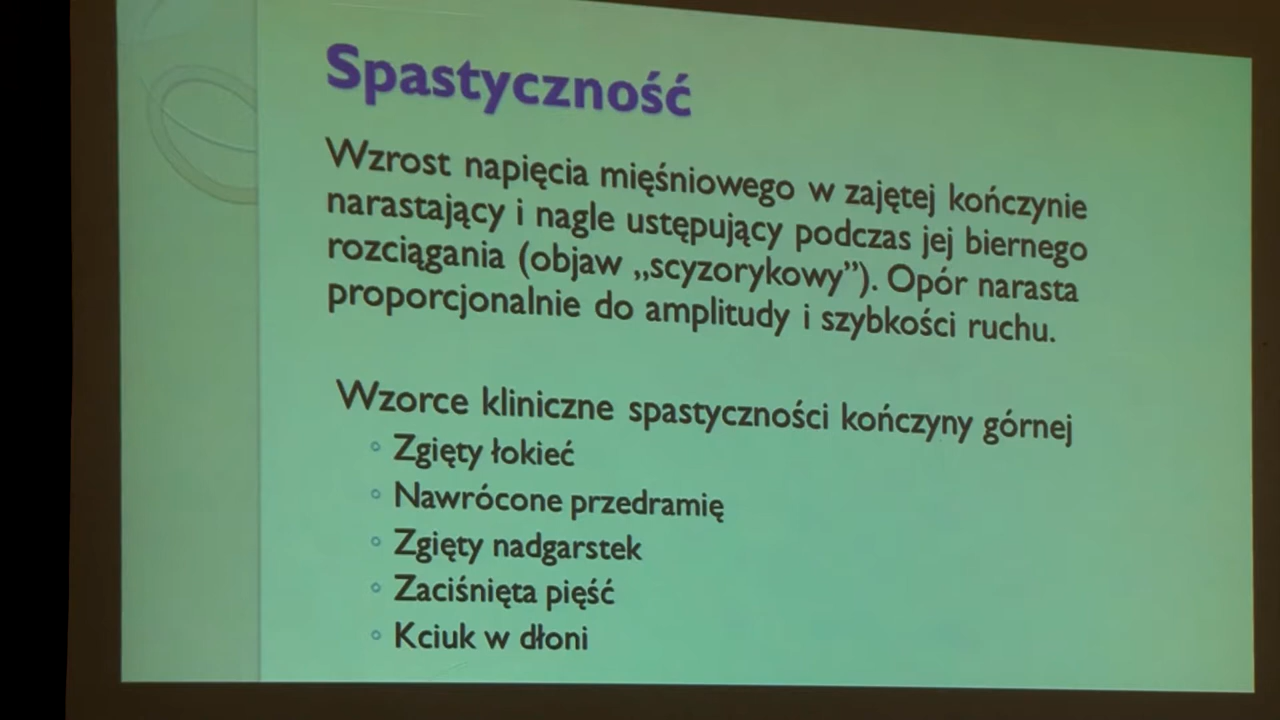 Spastyczność
Wzrost napięcia mięśniowego w zajętej kończynie
narastający i nagle ustępujący podczas jej biernego
rozciągania (objaw „scyzorykowy”). Opór narasta
proporcjonalnie do amplitudy i szybkości ruchu.
Wzorce kliniczne spastyczności kończyny górnej
◦ Zgięty łokieć
◦ Nawrócone przedramię
◦ Zgięty nadgarstek
◦ Zaciśnięta pięść
◦ Kciuk w dłoni